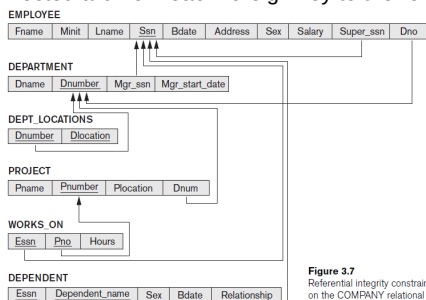 EMPLOYEE
Fname Minit Lname Ssn Bdate Address Sex Salary Super_ssn Dno
DEPARTMENT
Dname Dnumber Mgr_ssn Mgr_start_date
DEPT_LOCATIONS
Dnumber Dlocation
PROJECT
Pname Pnumber Plocation Dnum
WORKS_ON
Essn Pno Hours
DEPENDENT
Essn Dependent_name Sex Bdate Relationship
Figure 3.7
Referential integrity constrain
on the COMPANY relational